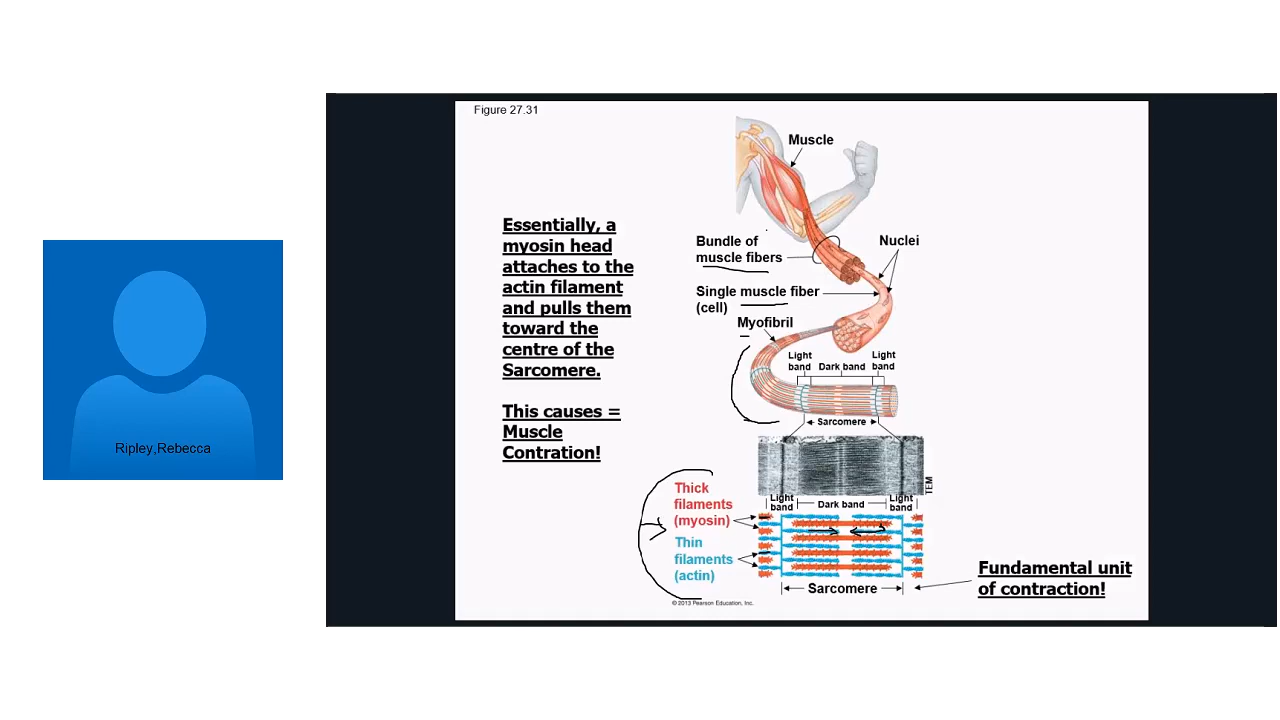 Figure 27.31
Muscle
Essentially, a
myosin head
attaches to the
actin filament
and pulls them
toward the
centre of the
Sarcomere.
This causes =
Muscle
Contration!
Bundle of
muscle fibers
Nuclei
Single muscle fiber
(cell)
Myofibril
Light
band
Dark band
Light
band
Sarcomere
TEM
Light
band
Dark band
Light
band
Thick
filaments
(myosin)
Thin
filaments
(actin)
Sarcomere
Fundamental unit
of contraction!
© 2013 Pearson Education, Inc.
Ripley,Rebecca